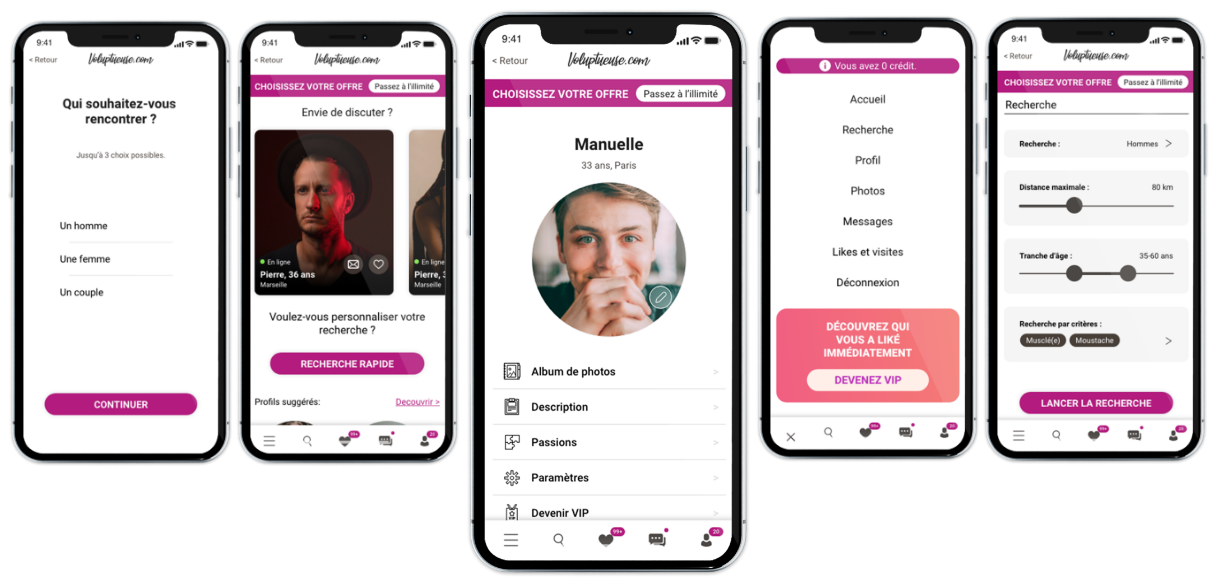 9:41
< Retour
Voluptueuse.com
Qui souhaitez-vous
rencontrer ?
Jusqu'à 3 choix possibles.
Un homme
Une femme
Un couple
CONTINUER
9:41
< Retour
Voluptueuse.com
CHOISISSEZ VOTRE OFFRE
Passez à l'illimité
Envie de discuter ?
En ligne
Pierre, 36 ans
Marseille
En ligne
Pierre, 3
Marseille
Voulez-vous personnaliser votre
recherche ?
RECHERCHE RAPIDE
Profils suggérés:
Decouvrir >
99+
20
9:41
< Retour
Voluptueuse.com
CHOISISSEZ VOTRE OFFRE
Passez à l'illimité
Manuelle
33 ans, Paris
Album de photos >
Description >
Passions >
Paramètres >
Devenir VIP >
99+
20
9:41
Vous avez 0 crédit.
Accueil
Recherche
Profil
Photos
Messages
Likes et visites
Déconnexion
DÉCOUVREZ QUI
VOUS A LIKÉ
IMMÉDIATEMENT
DEVENEZ VIP
99+
20
9:41
< Retour
Voluptueuse.com
CHOISISSEZ VOTRE OFFRE
Passez à l'illimité
Recherche
Recherche :
Hommes >
Distance maximale :
80 km
Tranche d'âge :
35-60 ans
Recherche par critères :
Musclé(e)
Moustache
>
LANCER LA RECHERCHE
99+
20